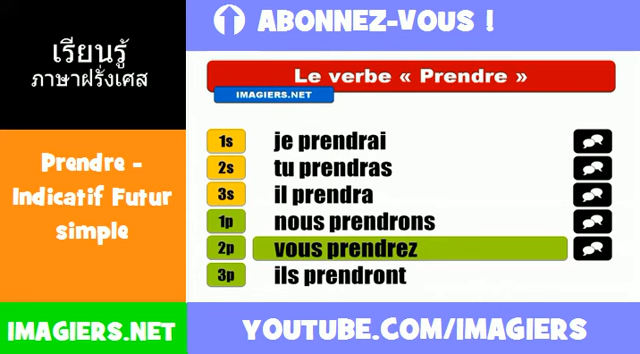 เรียนรู้
ภาษาฝรั่งเศส
Prendre -
Indicatif Futur
simple
IMAGIERS.NET
ABONNEZ-VOUS !
Le verbe « Prendre »
IMAGIERS.NET
1s je prendrai
2s tu prendras
3s il prendra
1p nous prendrons
2p vous prendrez
3p ils prendront
YOUTUBE.COM/IMAGIERS